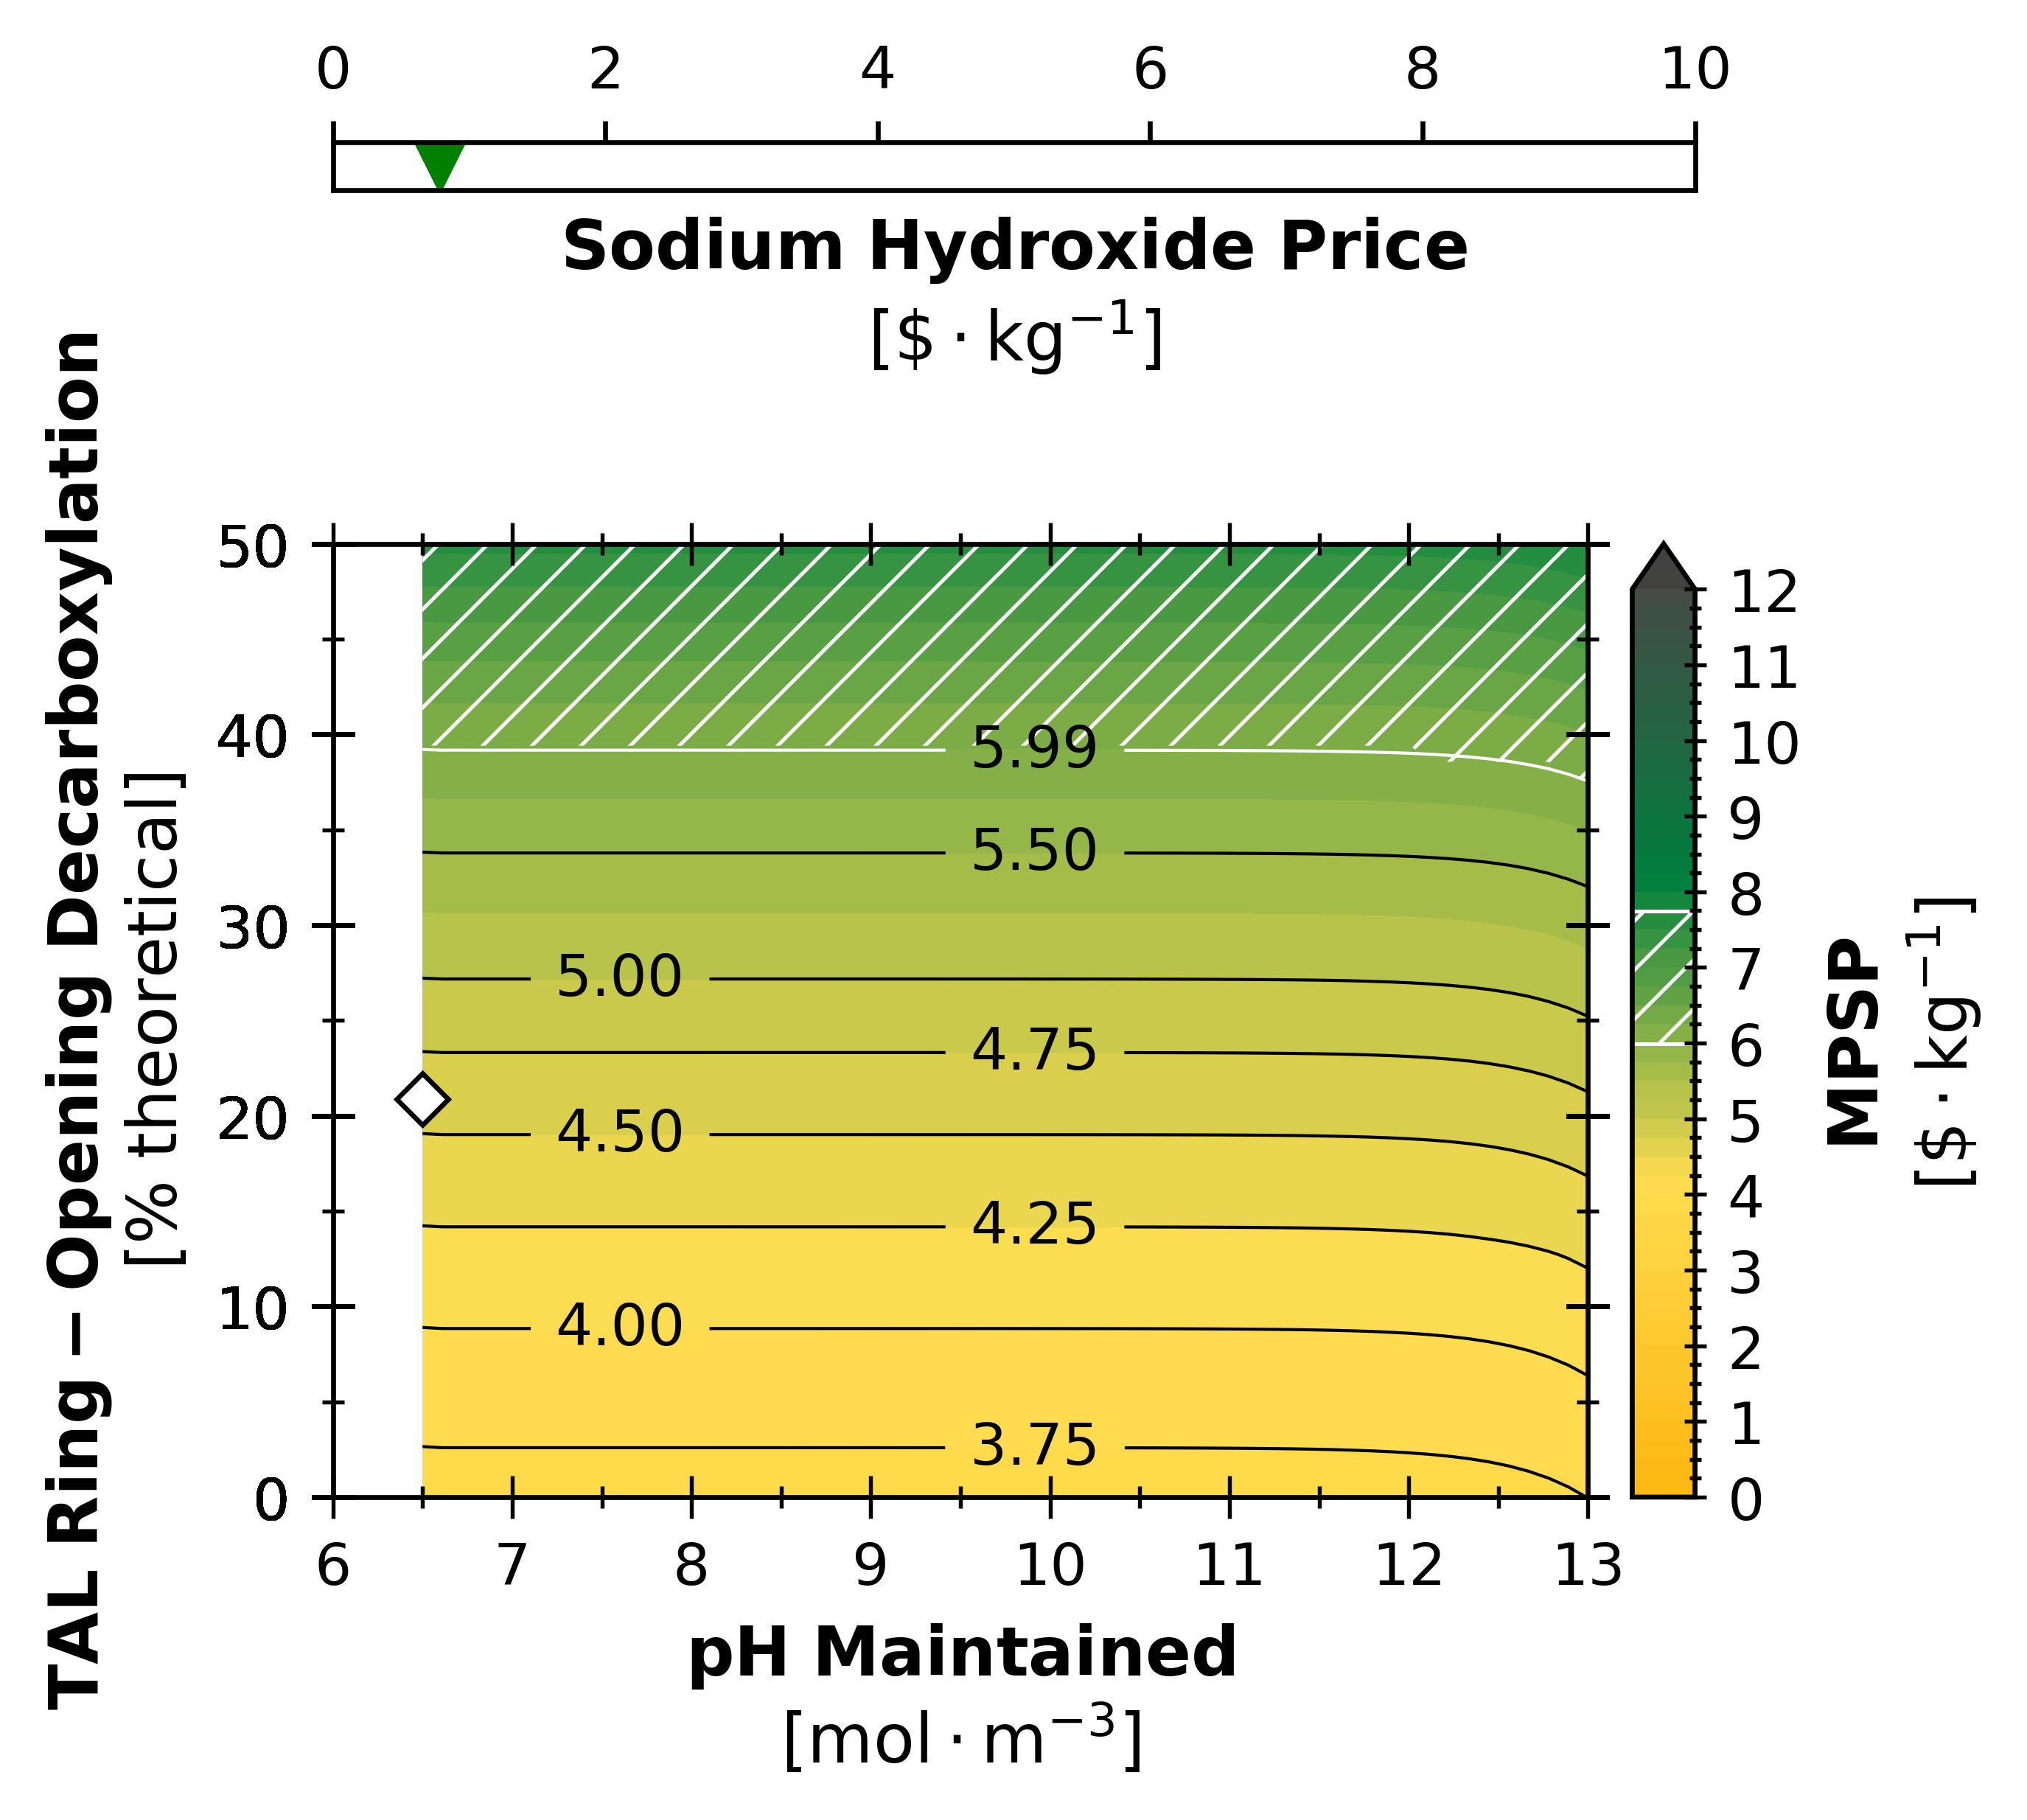 0 2 4 6 8 10
Sodium Hydroxide Price
[$ · kg⁻¹]
TAL Ring − Opening Decarboxylation
[% theoretical]
50
40
30
20
10
0
5.99
5.50
5.00
4.75
4.50
4.25
4.00
3.75
6 7 8 9 10 11 12 13
pH Maintained
[mol · m⁻³]
12
11
10
9
8
7
6
5
4
3
2
1
0
MPSP
[$ · kg⁻¹]